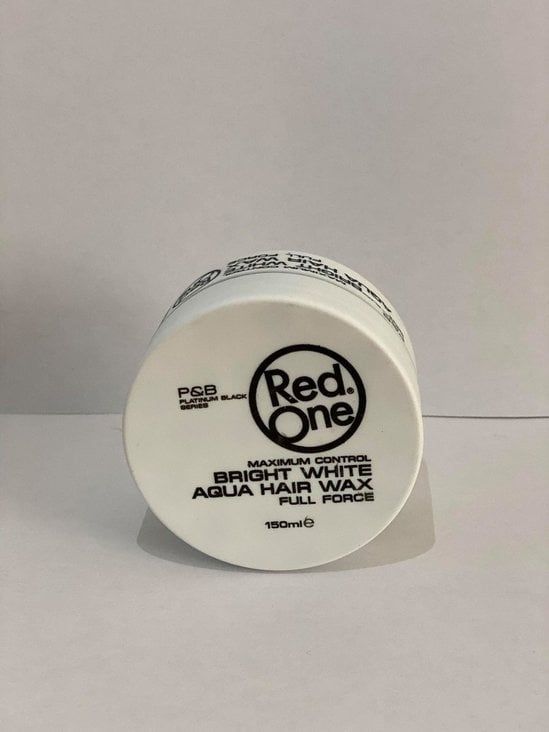 P&B
PLATINUM BLACK
SERIES
Red.®
One
MAXIMUM CONTROL
BRIGHT WHITE
AQUA HAIR WAX
FULL FORCE
150ml℮